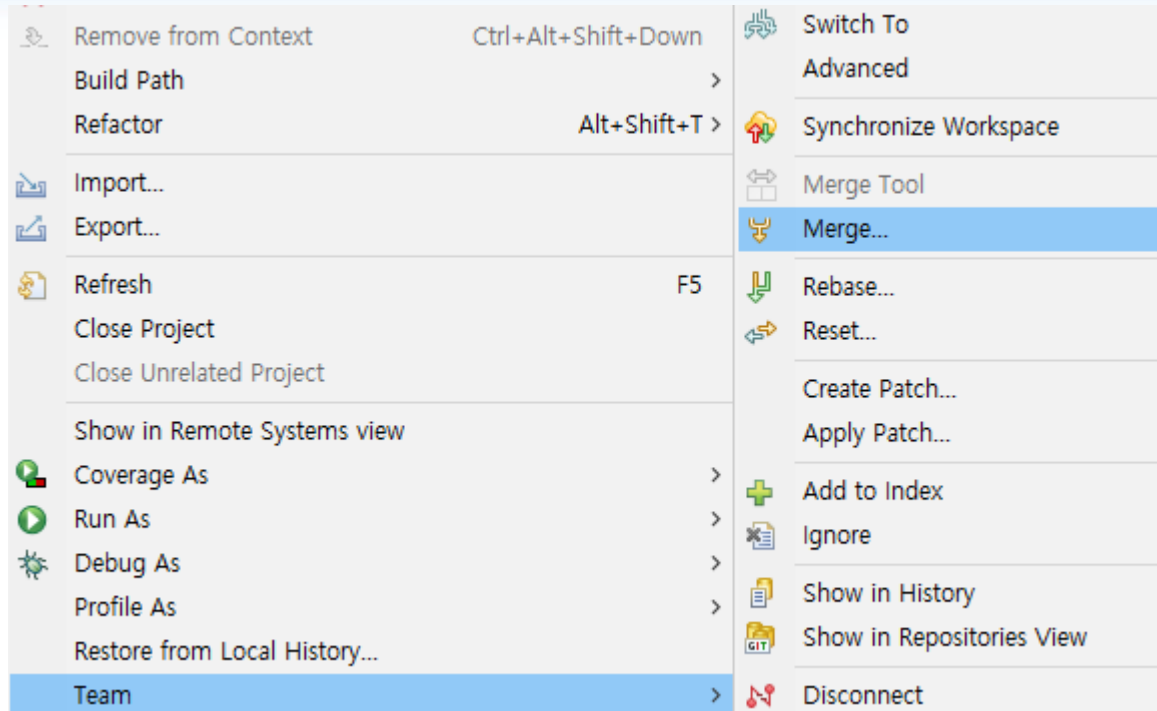 Remove from Context Ctrl+Alt+Shift+Down
Build Path >
Refactor Alt+Shift+T >
Import...
Export...
Refresh F5
Close Project
Close Unrelated Project
Show in Remote Systems view
Coverage As >
Run As >
Debug As >
Profile As >
Restore from Local History...
Team >
Switch To
Advanced
Synchronize Workspace
Merge Tool
Merge...
Rebase...
Reset...
Create Patch...
Apply Patch...
Add to Index
Ignore
Show in History
GIT Show in Repositories View
Disconnect